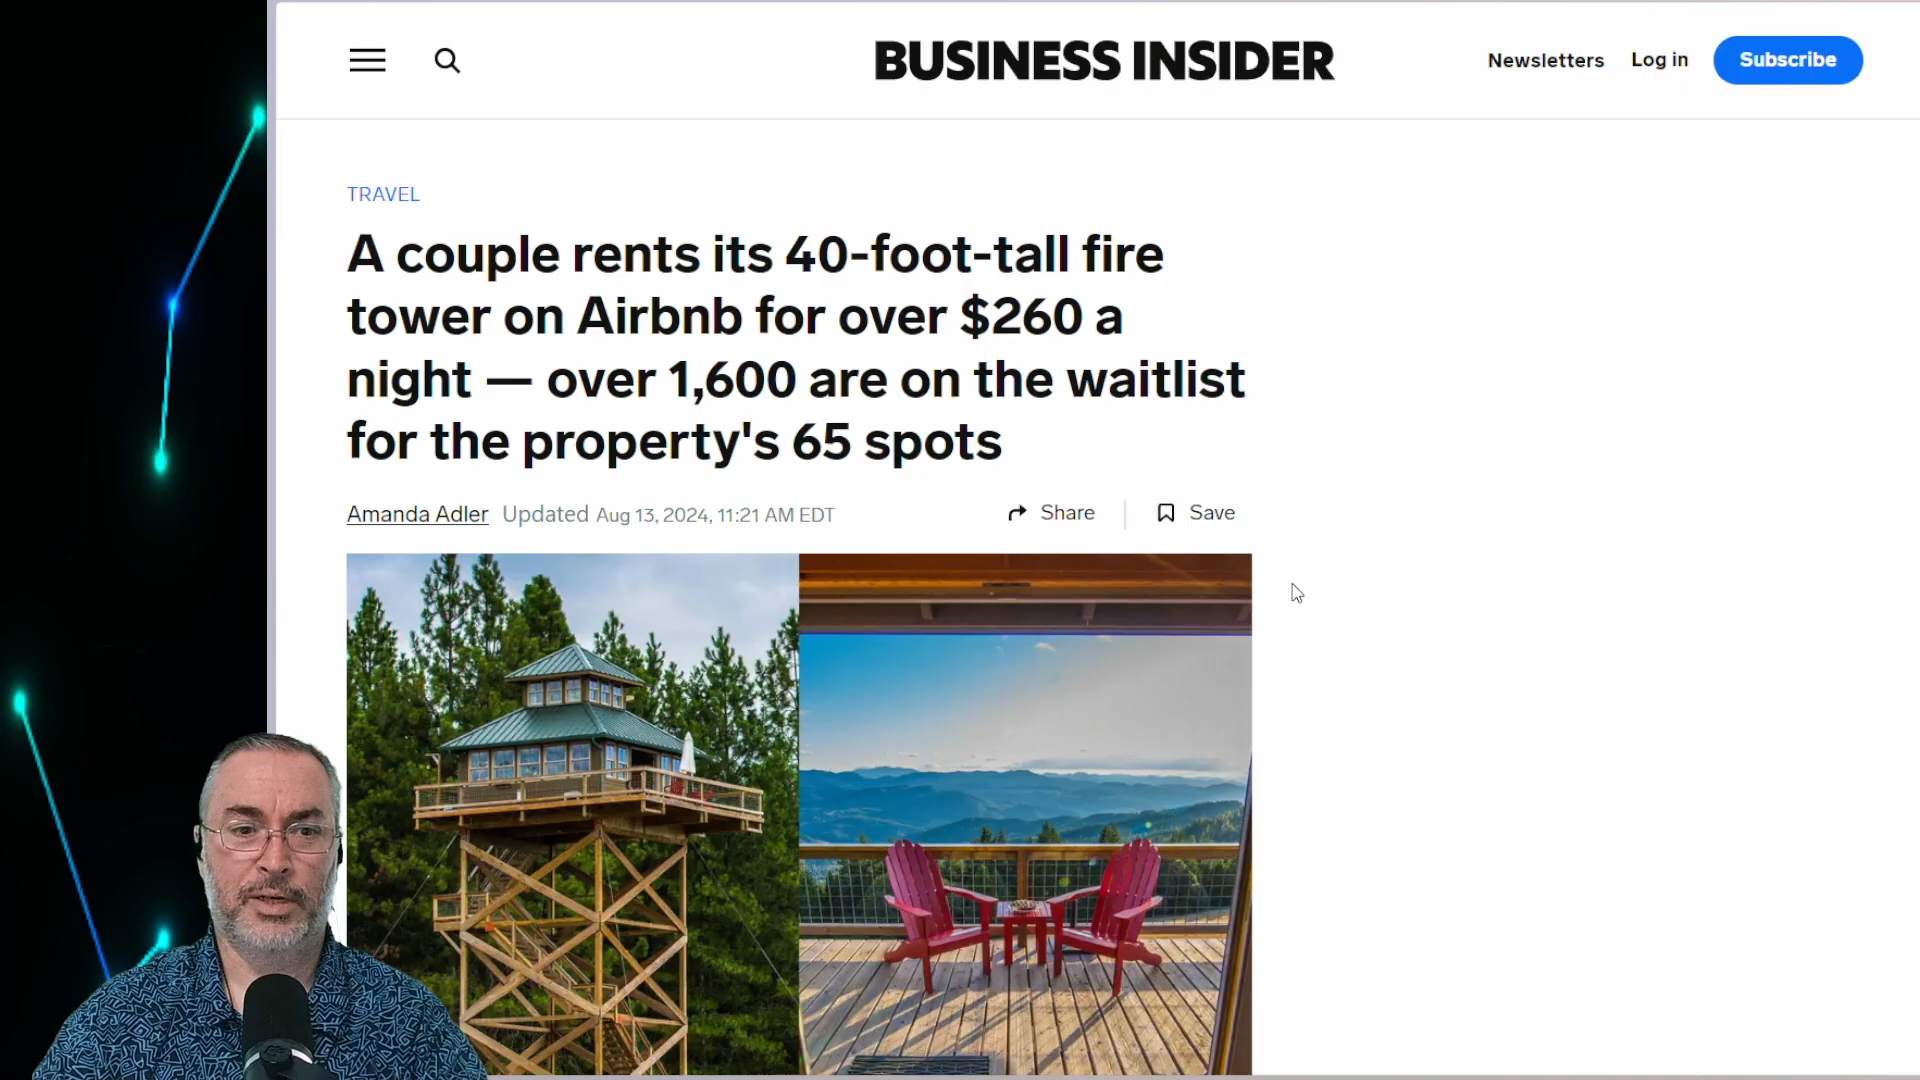 BUSINESS INSIDER
Newsletters
Log in
Subscribe
TRAVEL
A couple rents its 40-foot-tall fire
tower on Airbnb for over $260 a
night — over 1,600 are on the waitlist
for the property's 65 spots
Amanda Adler Updated Aug 13, 2024, 11:21 AM EDT
Share
Save